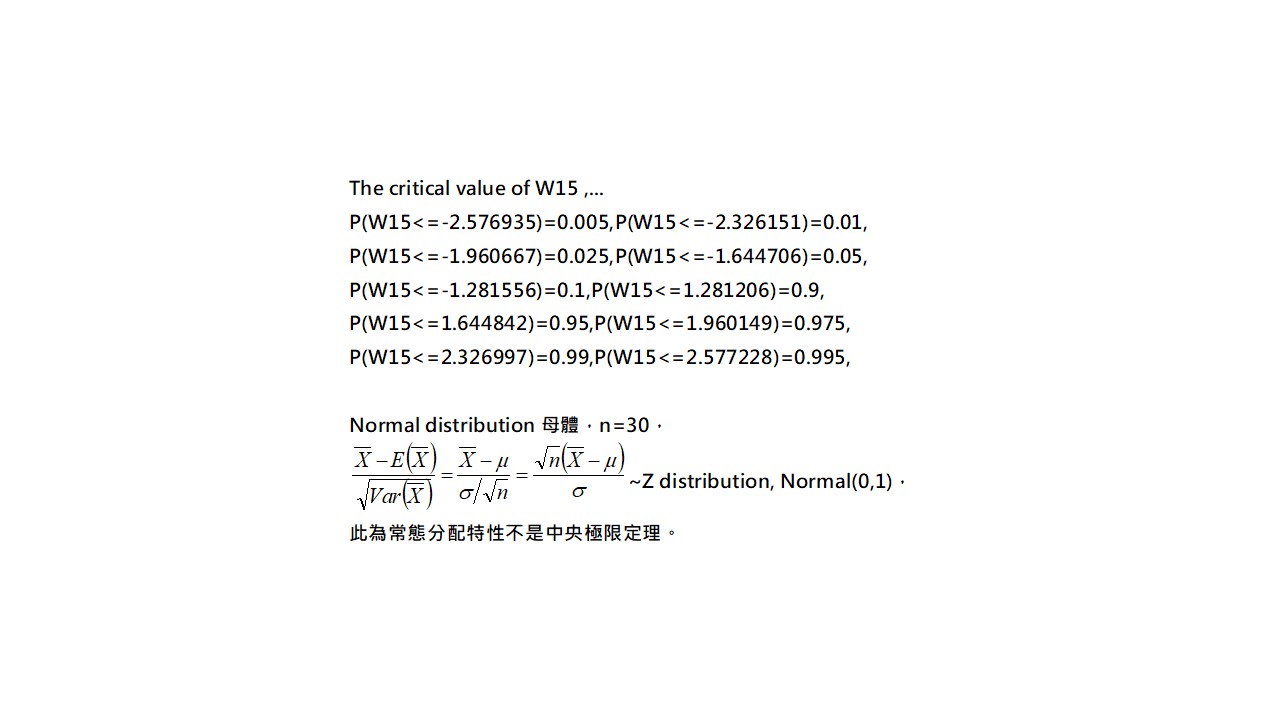 The critical value of W15 ,...
P(W15<=-2.576935)=0.005,P(W15<=-2.326151)=0.01,
P(W15<=-1.960667)=0.025,P(W15<=-1.644706)=0.05,
P(W15<=-1.281556)=0.1,P(W15<=1.281206)=0.9,
P(W15<=1.644842)=0.95,P(W15<=1.960149)=0.975,
P(W15<=2.326997)=0.99,P(W15<=2.577228)=0.995,
Normal distribution 母體，n=30，
\frac{\overline{X}-E(\overline{X})}{\sqrt{Var(\overline{X})}}=\frac{\overline{X}-\mu}{\sigma/\sqrt{n}}=\frac{\sqrt{n}(\overline{X}-\mu)}{\sigma} ~Z distribution, Normal(0,1)，
此為常態分配特性不是中央極限定理。